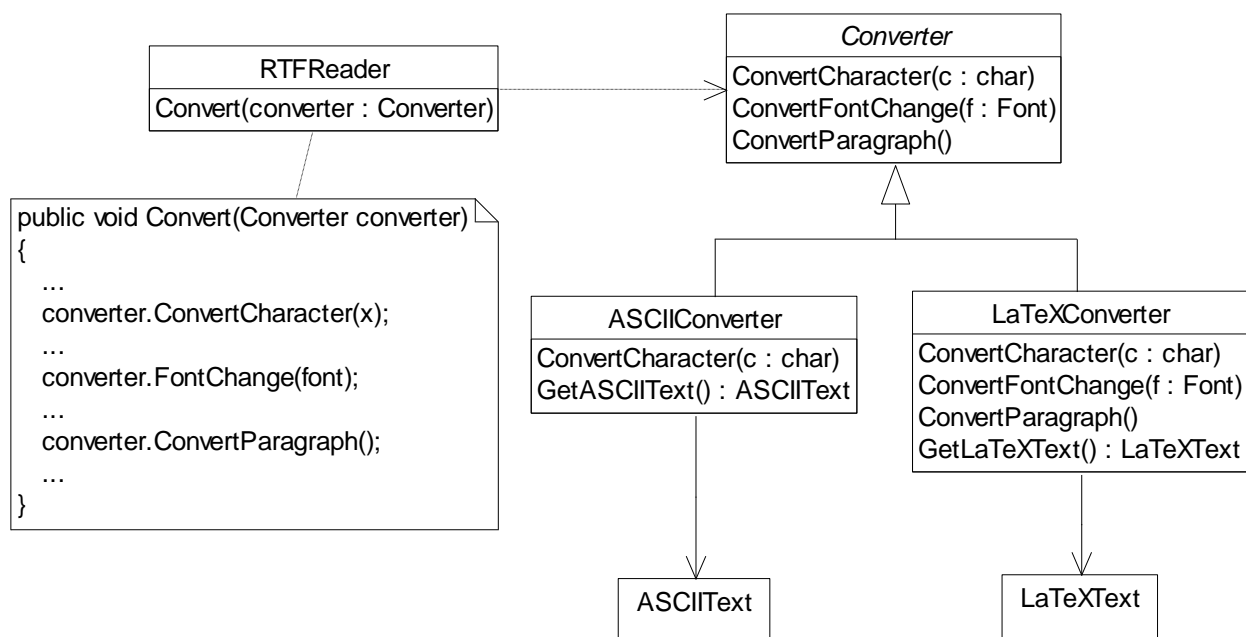 RTFReader
Convert(converter : Converter)
public void Convert(Converter converter)
{
...
converter.ConvertCharacter(x);
...
converter.FontChange(font);
...
converter.ConvertParagraph();
...
}
Converter
ConvertCharacter(c : char)
ConvertFontChange(f : Font)
ConvertParagraph()
ASCIIConverter
ConvertCharacter(c : char)
GetASCIIText() : ASCIIText
LaTeXConverter
ConvertCharacter(c : char)
ConvertFontChange(f : Font)
ConvertParagraph()
GetLaTeXText() : LaTeXText
ASCIIText
LaTeXText